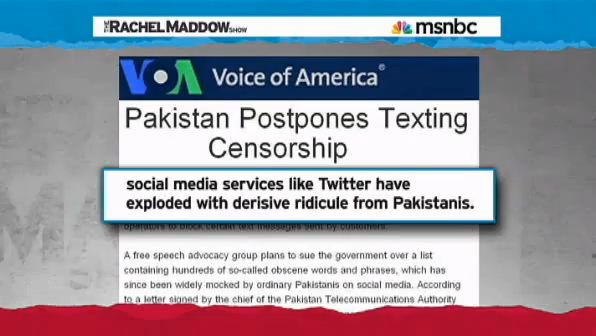 THE RACHEL MADDOW SHOW
msnbc
VOA Voice of America®
Pakistan Postpones Texting
Censorship
social media services like Twitter have
exploded with derisive ridicule from Pakistanis.
operators to block certain text messages sent by customers.
A free speech advocacy group plans to sue the government over a list
containing hundreds of so-called obscene words and phrases, which has
since been widely mocked by ordinary Pakistanis on social media. According
to a letter signed by the chief of the Pakistan Telecommunications Authority